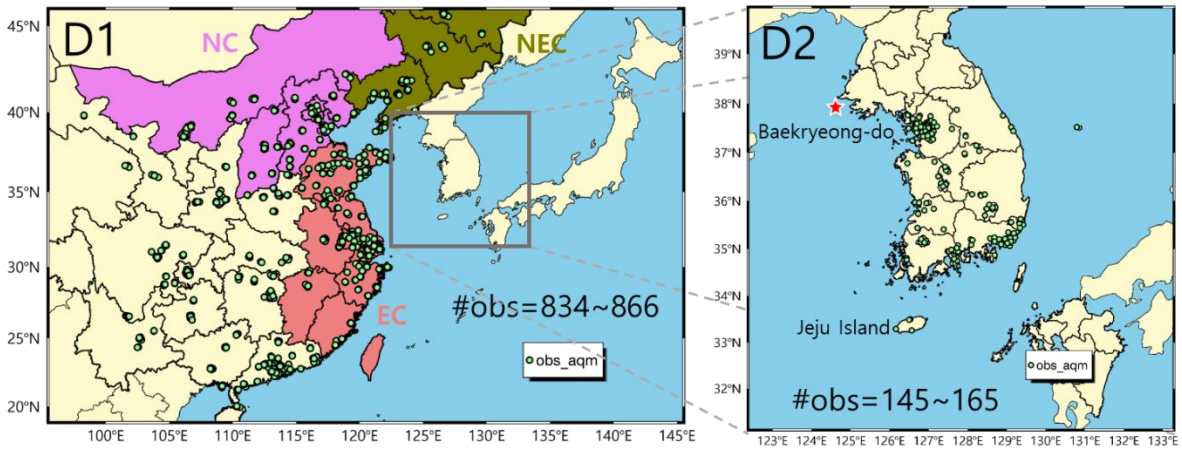 D1
NC
NEC
EC
#obs=834~866
obs_aqm
45°N
40°N
35°N
30°N
25°N
20°N
100°E 105°E 110°E 115°E 120°E 125°E 130°E 135°E 140°E 145°E
D2
Baekryeong-do
Jeju Island
obs_aqm
#obs=145~165
39°N
38°N
37°N
36°N
35°N
34°N
33°N
32°N
123°E 124°E 125°E 126°E 127°E 128°E 129°E 130°E 131°E 132°E 133°E